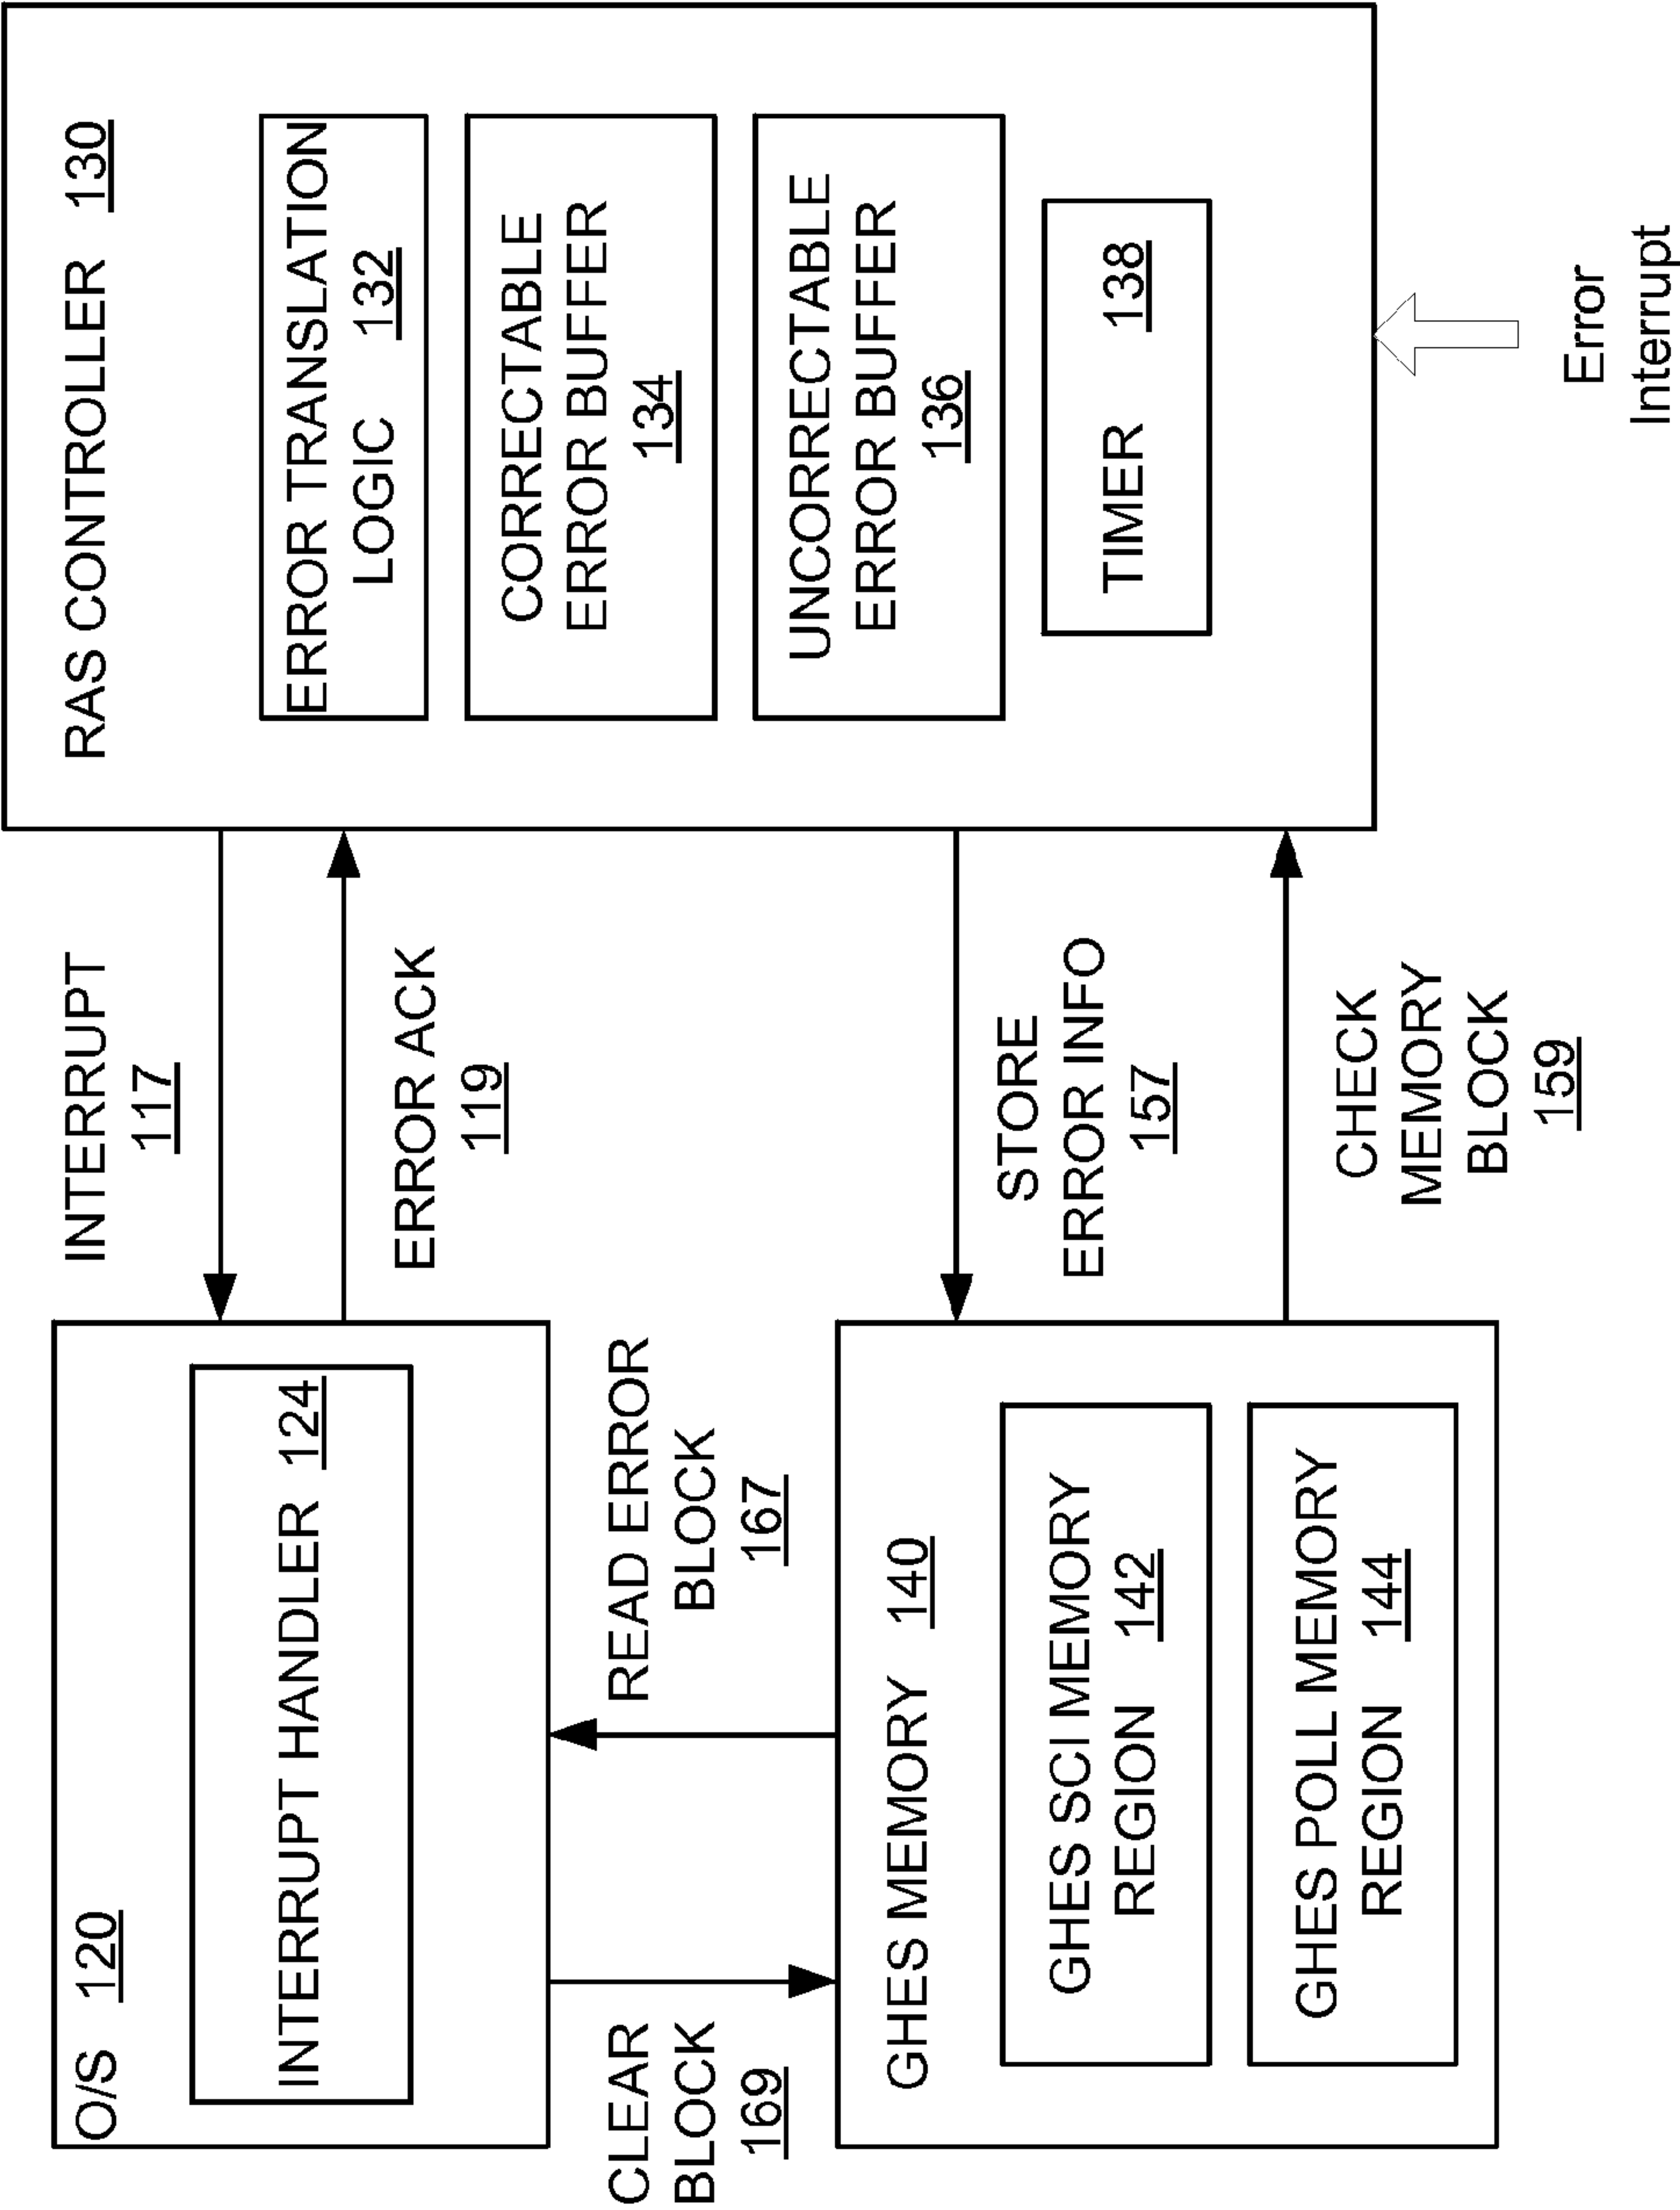 O/S 120
INTERRUPT HANDLER 124
INTERRUPT
117
ERROR ACK
119
RAS CONTROLLER 130
ERROR TRANSLATION
LOGIC 132
CORRECTABLE
ERROR BUFFER
134
UNCORRECTABLE
ERROR BUFFER
136
TIMER 138
CLEAR
BLOCK
169
READ ERROR
BLOCK
167
GHES MEMORY 140
GHES SCI MEMORY
REGION 142
GHES POLL MEMORY
REGION 144
STORE
ERROR INFO
157
CHECK
MEMORY
BLOCK
159
Error
Interrupt